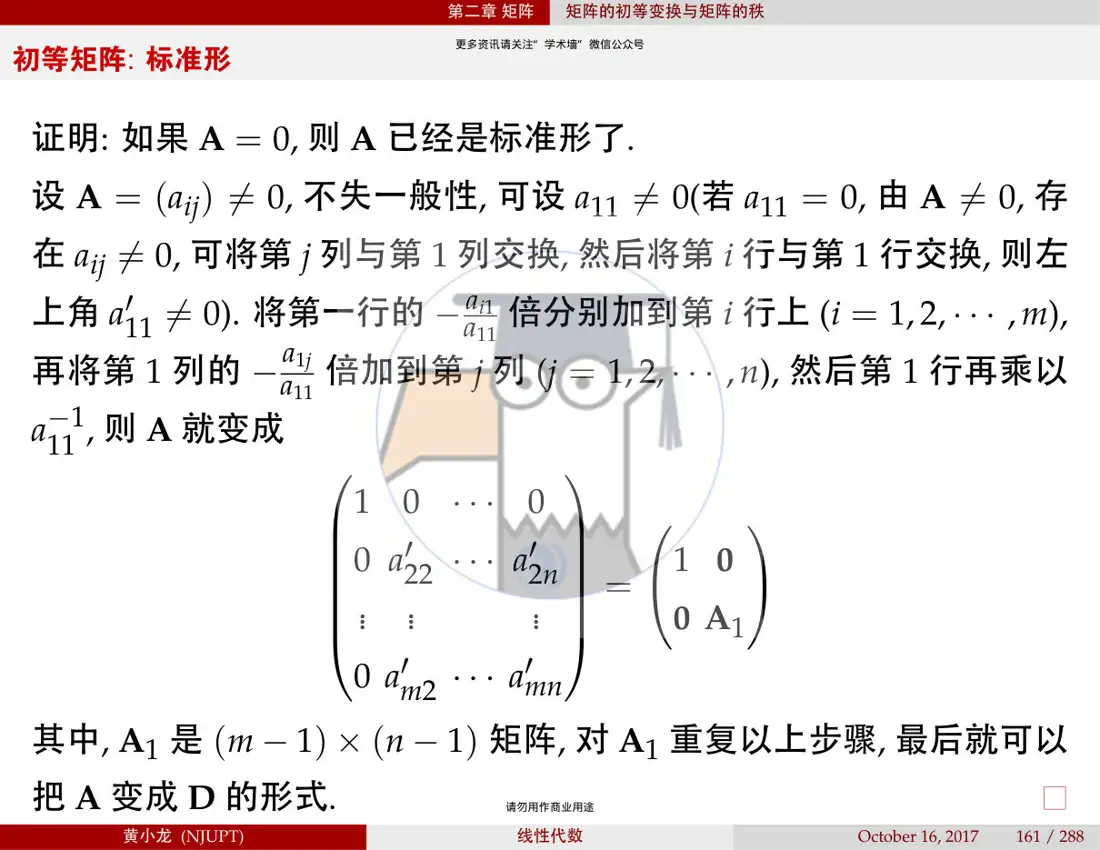 第二章 矩阵 矩阵的初等变换与矩阵的秩
更多资讯请关注“学术墙”微信公众号
初等矩阵: 标准形
证明: 如果 A = 0, 则 A 已经是标准形了.
设 A = (a_{ij}) ≠ 0, 不失一般性, 可设 a_{11} ≠ 0(若 a_{11} = 0, 由 A ≠ 0, 存
在 a_{ij} ≠ 0, 可将第 j 列与第 1 列交换, 然后将第 i 行与第 1 行交换, 则左
上角 a'_{11} ≠ 0). 将第一行的 -\frac{a_{i1}}{a_{11}} 倍分别加到第 i 行上 (i = 1, 2, ⋯ , m),
再将第 1 列的 -\frac{a_{1j}}{a_{11}} 倍加到第 j 列 (j = 1, 2, ⋯ , n), 然后第 1 行再乘以
a_{11}^{-1}, 则 A 就变成
1 0 ⋯ 0
0 a'_{22} ⋯ a'_{2n}
⋮ ⋮ ⋮
0 a'_{m2} ⋯ a'_{mn}
=
1 0
0 A_1
其中, A_1 是 (m − 1) × (n − 1) 矩阵, 对 A_1 重复以上步骤, 最后就可以
把 A 变成 D 的形式. □
请勿用作商业用途
黄小龙 (NJUPT) 线性代数 October 16, 2017 161 / 288